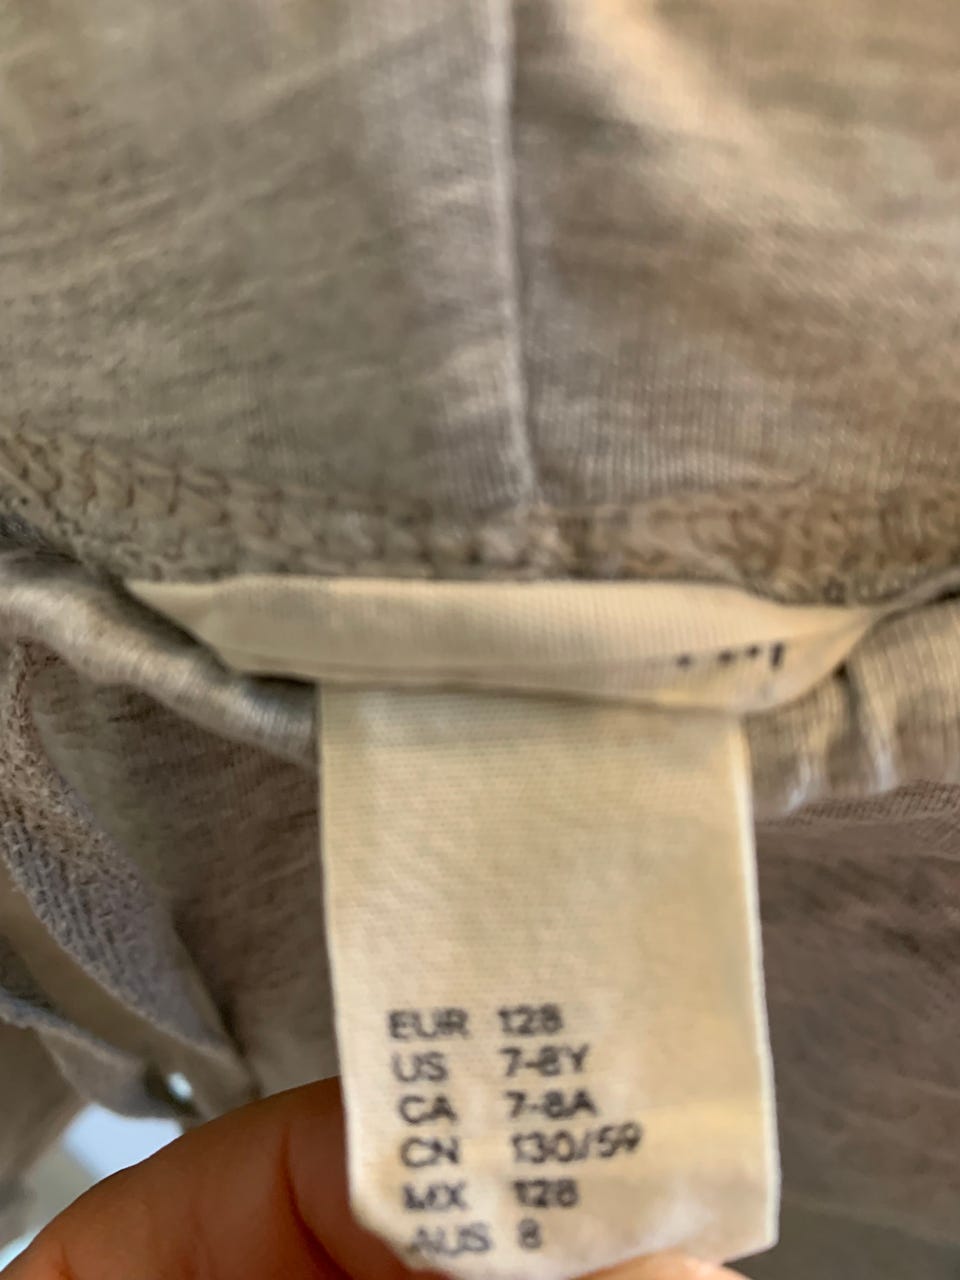 EUR 128
US 7-8Y
CA 7-8A
CN 130/59
MX 128
AUS 8